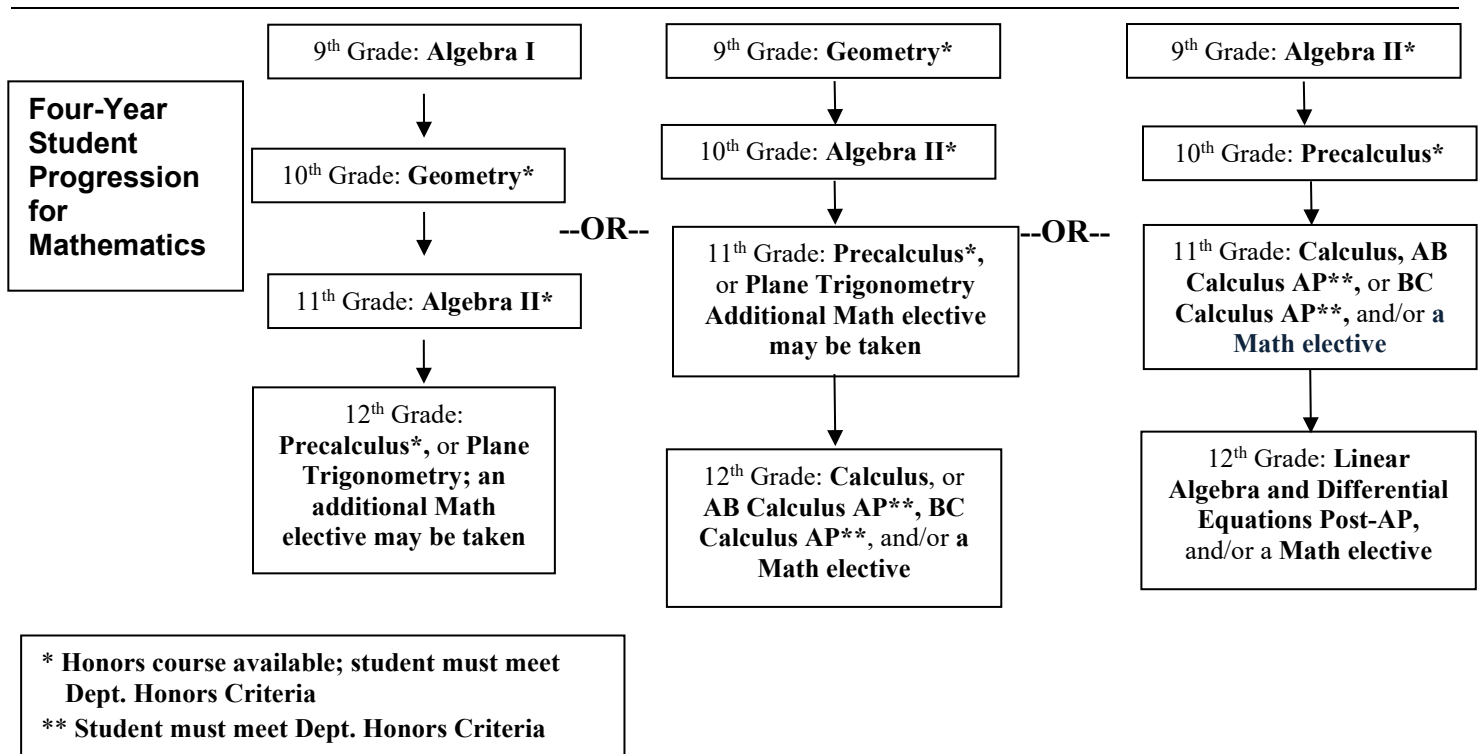 Four-Year
Student
Progression
for
Mathematics
9th Grade: Algebra I
10th Grade: Geometry*
11th Grade: Algebra II*
12th Grade:
Precalculus*, or Plane
Trigonometry; an
additional Math
elective may be taken
--OR--
9th Grade: Geometry*
10th Grade: Algebra II*
11th Grade: Precalculus*,
or Plane Trigonometry
Additional Math elective
may be taken
12th Grade: Calculus, or
AB Calculus AP**, BC
Calculus AP**, and/or a
Math elective
--OR--
9th Grade: Algebra II*
10th Grade: Precalculus*
11th Grade: Calculus, AB
Calculus AP**, or BC
Calculus AP**, and/or a
Math elective
12th Grade: Linear
Algebra and Differential
Equations Post-AP,
and/or a Math elective
* Honors course available; student must meet
Dept. Honors Criteria
** Student must meet Dept. Honors Criteria